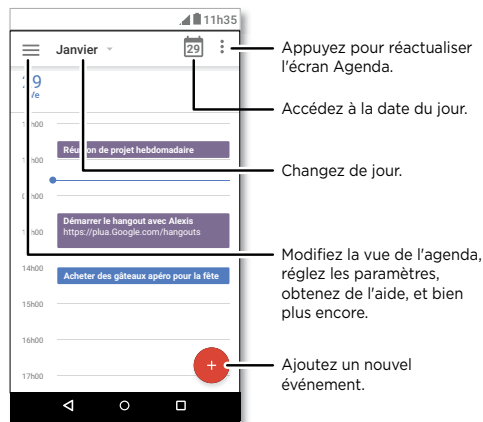 11h35
Janvier
29
29
Appuyez pour réactualiser
l'écran Agenda.
Accédez à la date du jour.
Réunion de projet hebdomadaire
Changez de jour.
Démarrer le hangout avec Alexis
https://plua.Google.com/hangouts
Modifiez la vue de l'agenda,
réglez les paramètres,
obtenez de l'aide, et bien
plus encore.
14h00
Acheter des gâteaux apéro pour la fête
15h00
16h00
Ajoutez un nouvel
événement.
+
17h00